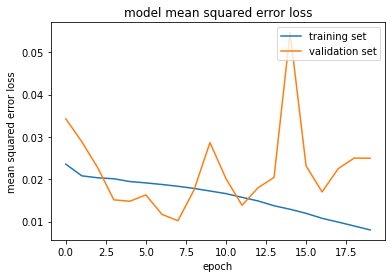 model mean squared error loss
training set
validation set
mean squared error loss
0.05
0.04
0.03
0.02
0.01
0.0 2.5 5.0 7.5 10.0 12.5 15.0 17.5
epoch